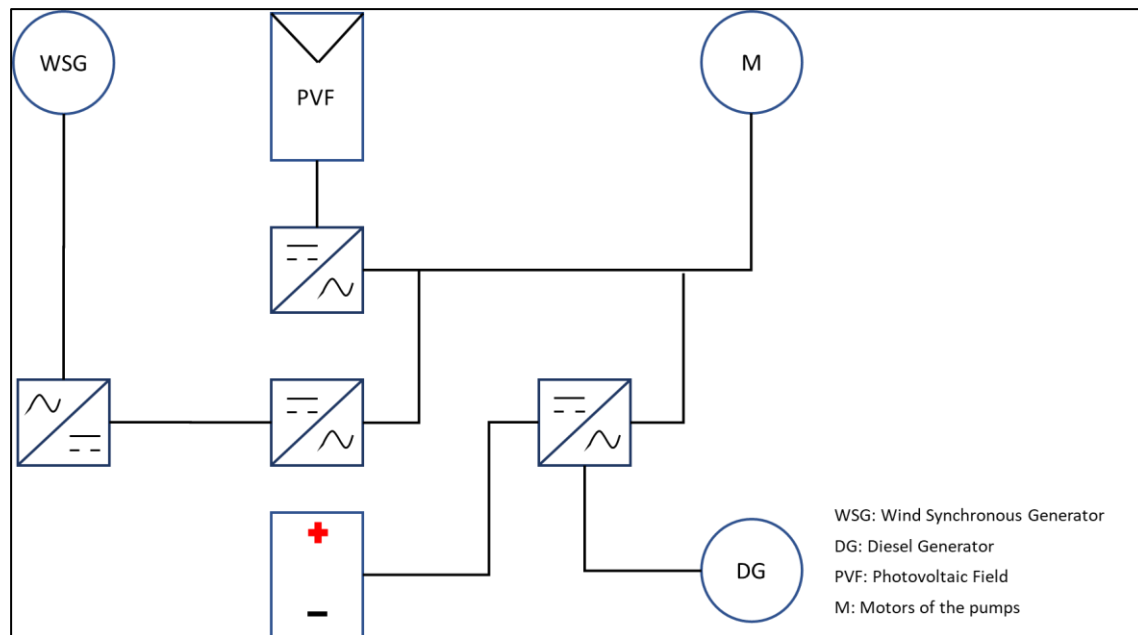 WSG
PVF
M
DG
WSG: Wind Synchronous Generator
DG: Diesel Generator
PVF: Photovoltaic Field
M: Motors of the pumps